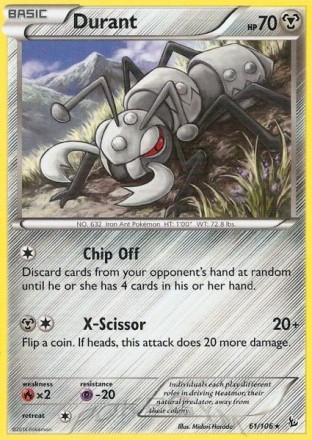 BASIC
Durant
HP70
NO. 632 Iron Ant Pokémon HT: 1'00" WT: 72.8 lbs.
Chip Off
Discard cards from your opponent's hand at random
until he or she has 4 cards in his or her hand.
X-Scissor 20+
Flip a coin. If heads, this attack does 20 more damage.
weakness resistance
×2 -20
retreat
Individuals each play different
roles in driving Heatmor, their
natural predator, away from
their colony.
©2014 Pokémon
Illus. Midori Harada 61/106★